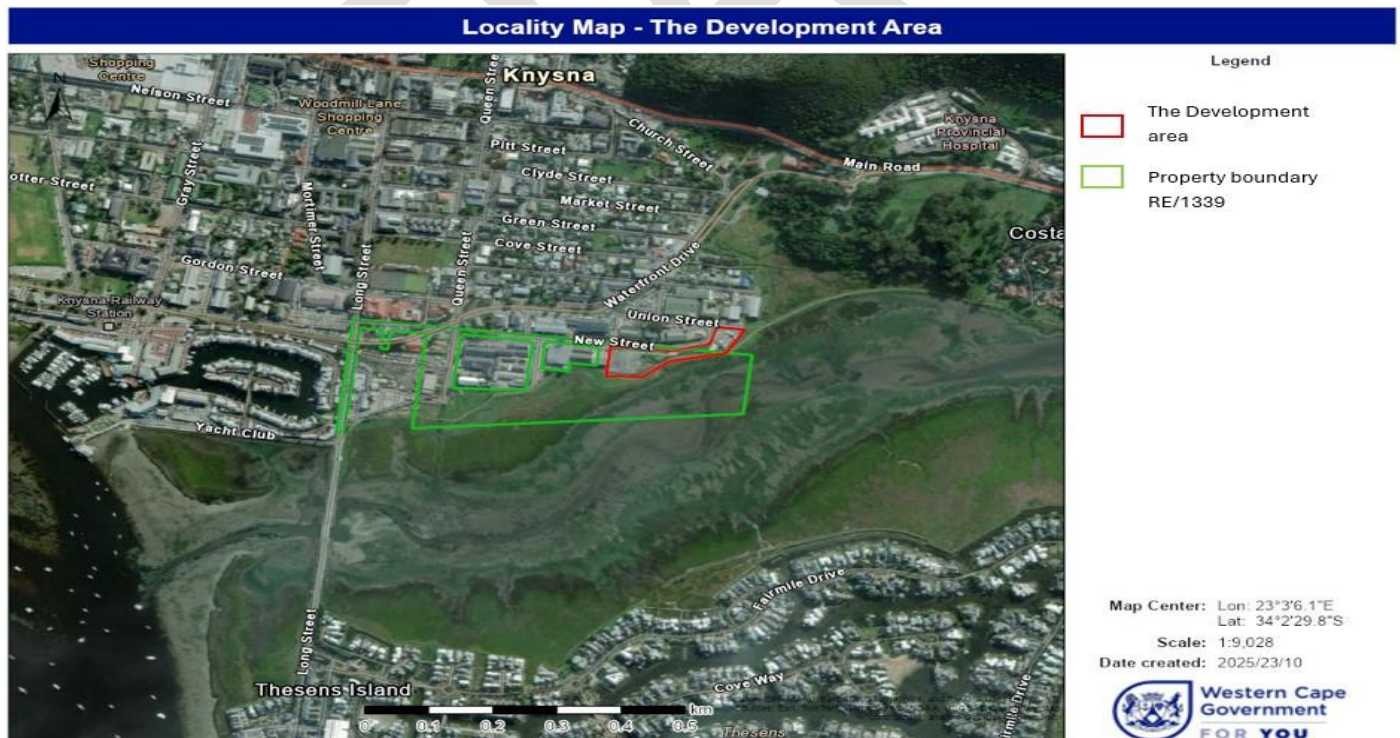 Locality Map - The Development Area
Shopping
Centre
Nelson Street
Woodmill Lane
Shopping
Centre
Queen Stree
Knysna
Knysna
Provincial
Hospital
Church Street
Main Road
Pitt Street
Clyde Street
Market Street
Green Street
Cove Street
otter Street
Gray Street
Mortimer Street
Long Street
Queen Street
Gordon Street
Waterfront Drive
Costa
Knysna Railway
Station
Union Street
New Street
Yacht Club
Long Street
Fairmile Drive
Cove Way
Thesens Island
0 0.1 0.2 0.3 0.4 0.5 km
Thesens
N
Legend
The Development
area
Property boundary
RE/1339
Map Center: Lon: 23°3'6.1"E
Lat: 34°2'29.8"S
Scale: 1:9,028
Date created: 2025/23/10
Western Cape
Government
FOR YOU